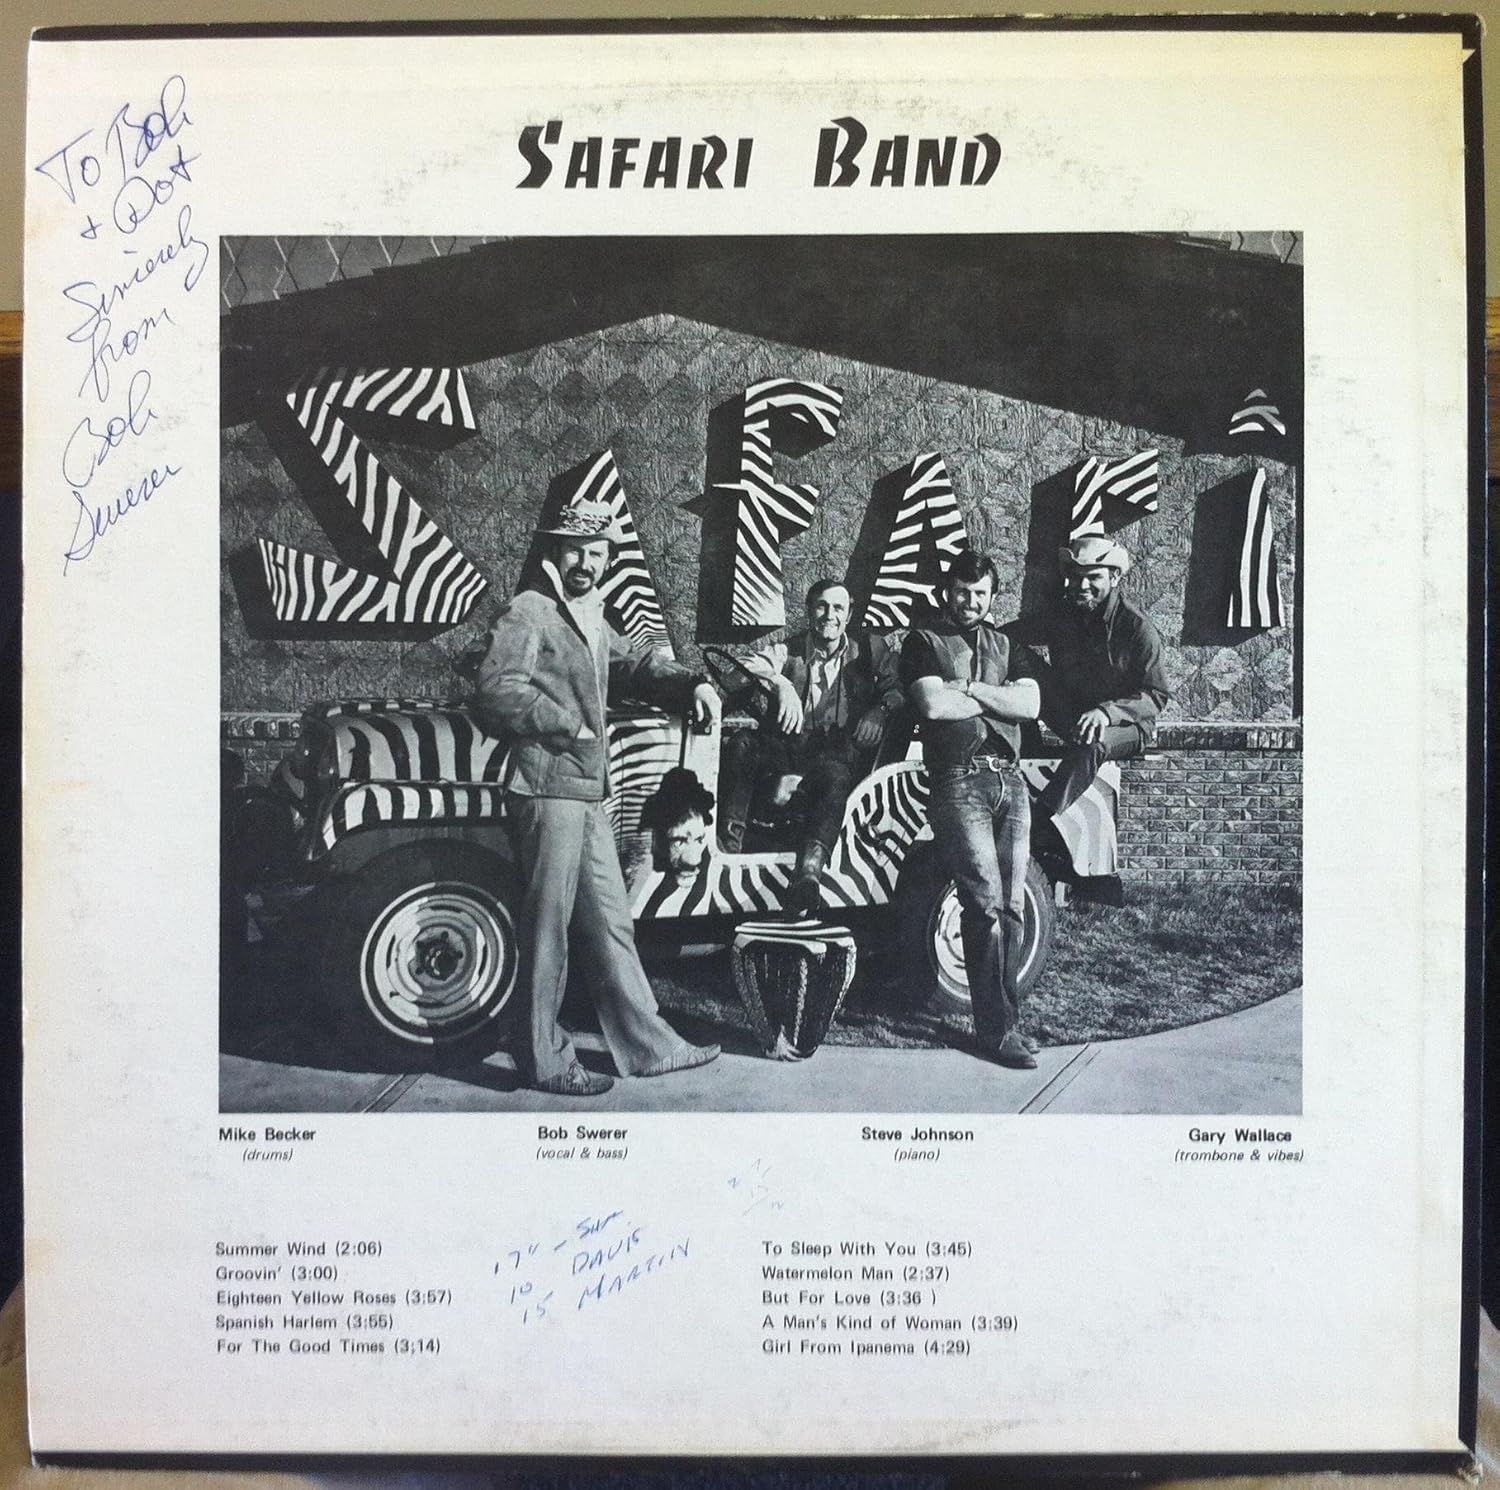 To Bob
+ Dot
Sincerely
from
Bob
Swerer
SAFARI BAND
SAFARI
Mike Becker
(drums)
Bob Swerer
(vocal & bass)
Steve Johnson
(piano)
Gary Wallace
(trombone & vibes)
Summer Wind (2:06)
Groovin' (3:00)
Eighteen Yellow Roses (3:57)
Spanish Harlem (3:55)
For The Good Times (3:14)
17" -
10 DAVIS
15 MARTIN
To Sleep With You (3:45)
Watermelon Man (2:37)
But For Love (3:36 )
A Man's Kind of Woman (3:39)
Girl From Ipanema (4:29)